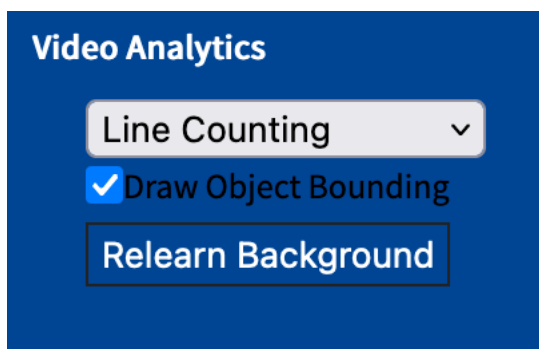 Video Analytics
Line Counting
Draw Object Bounding
Relearn Background